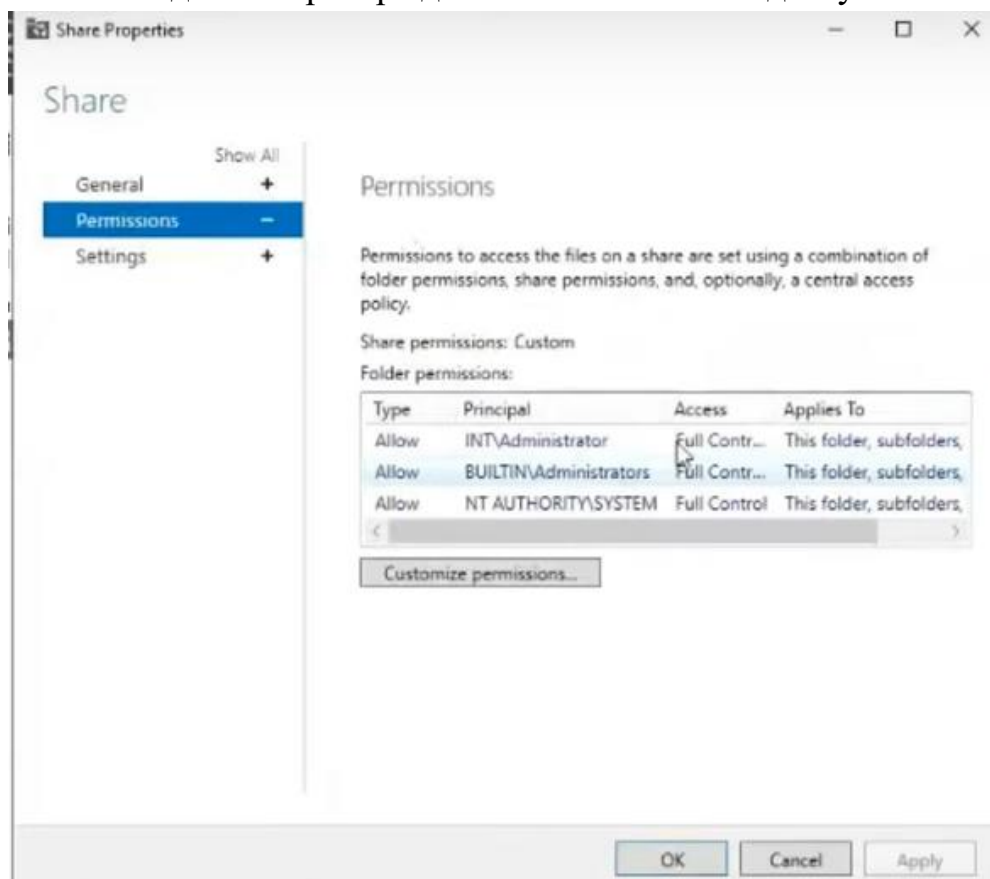 Share Properties
Share
Show All
General +
Permissions −
Settings +
Permissions
Permissions to access the files on a share are set using a combination of
folder permissions, share permissions, and, optionally, a central access
policy.
Share permissions: Custom
Folder permissions:
Type Principal Access Applies To
Allow INT\Administrator Full Contr... This folder, subfolders,
Allow BUILTIN\Administrators Full Contr... This folder, subfolders,
Allow NT AUTHORITY\SYSTEM Full Control This folder, subfolders,
Customize permissions...
OK Cancel Apply